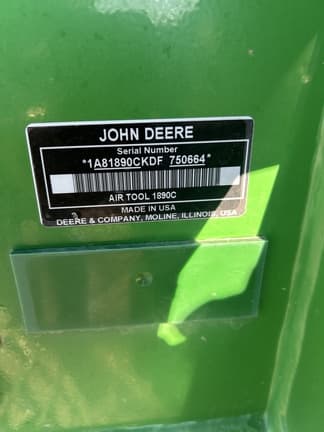 JOHN DEERE
Serial Number
*1A81890CKDF 750664*
AIR TOOL 1890C
MADE IN USA
DEERE & COMPANY, MOLINE, ILLINOIS, USA